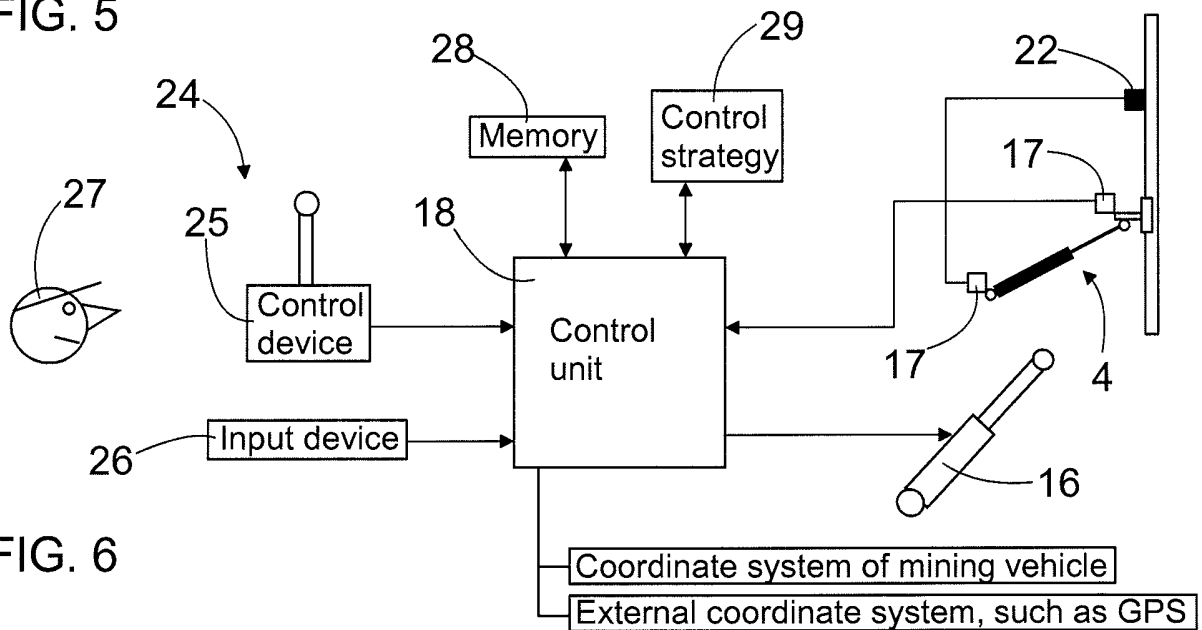 FIG. 5
29
28
22
24
Memory
Control
strategy
17
27
25
18
Control
device
Control
unit
17
4
Input device
26
16
FIG. 6
Coordinate system of mining vehicle
External coordinate system, such as GPS